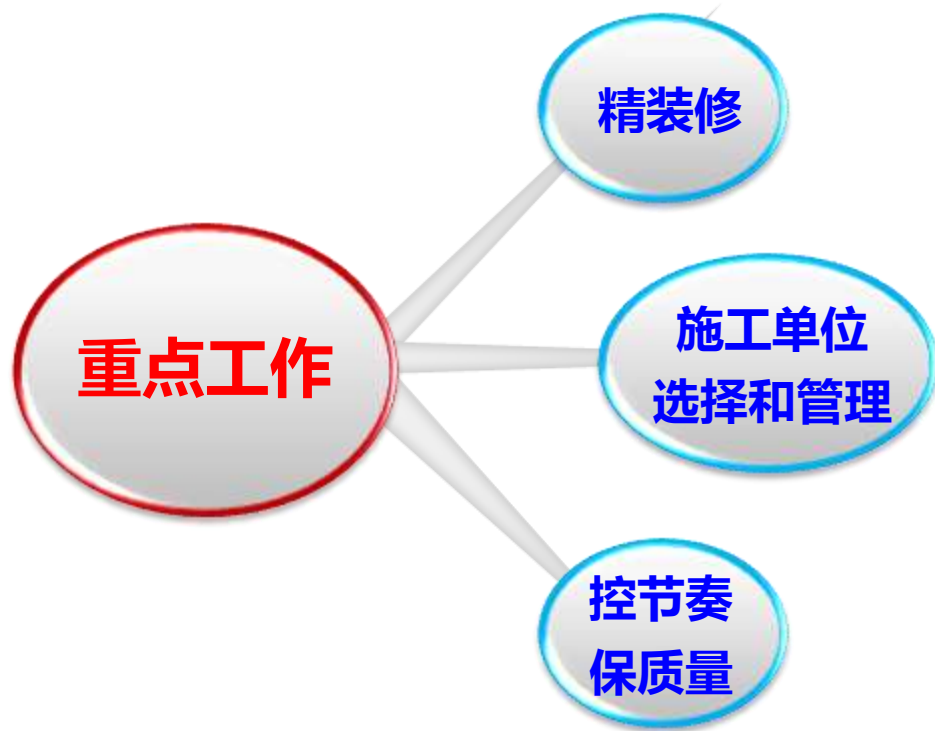 精装修
施工单位
选择和管理
重点工作
控节奏
保质量